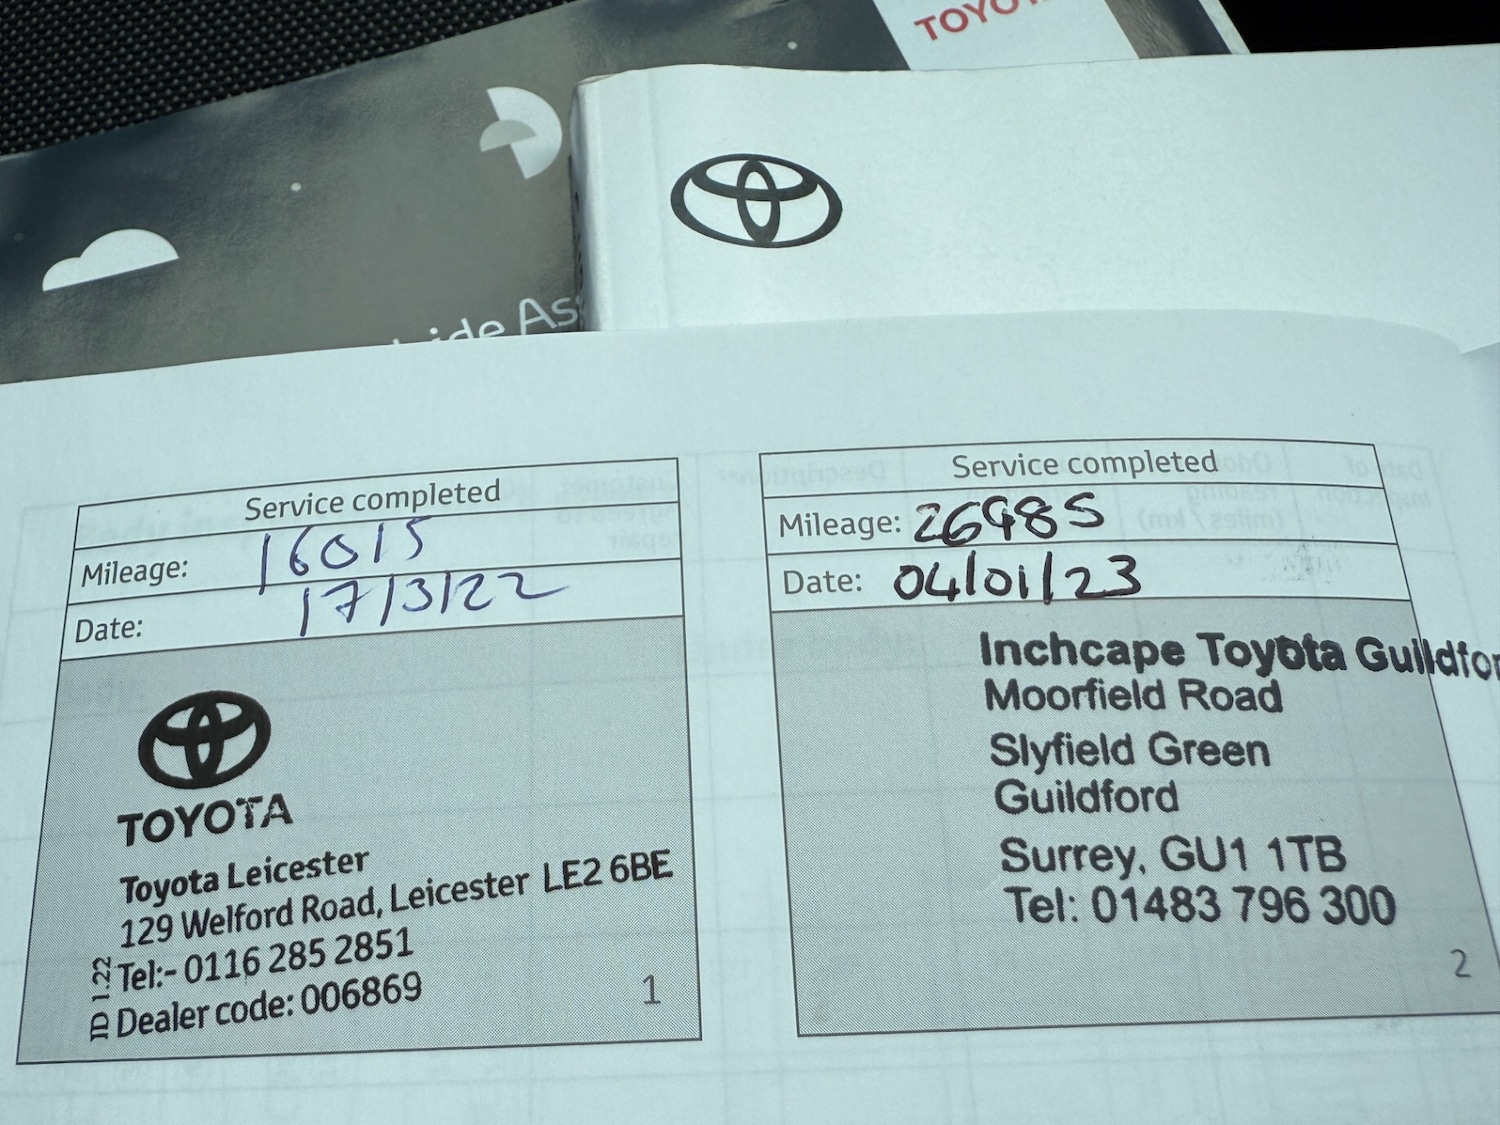 TOYOT
ide As
Service completed
Mileage: 16015
Date: 17/3/22
TOYOTA
Toyota Leicester
129 Welford Road, Leicester LE2 6BE
Tel:- 0116 285 2851
Dealer code: 006869
ID 1.22
1
Service completed
Mileage: 26985
Date: 04/01/23
Inchcape Toyota Guildfor
Moorfield Road
Slyfield Green
Guildford
Surrey, GU1 1TB
Tel: 01483 796 300
2